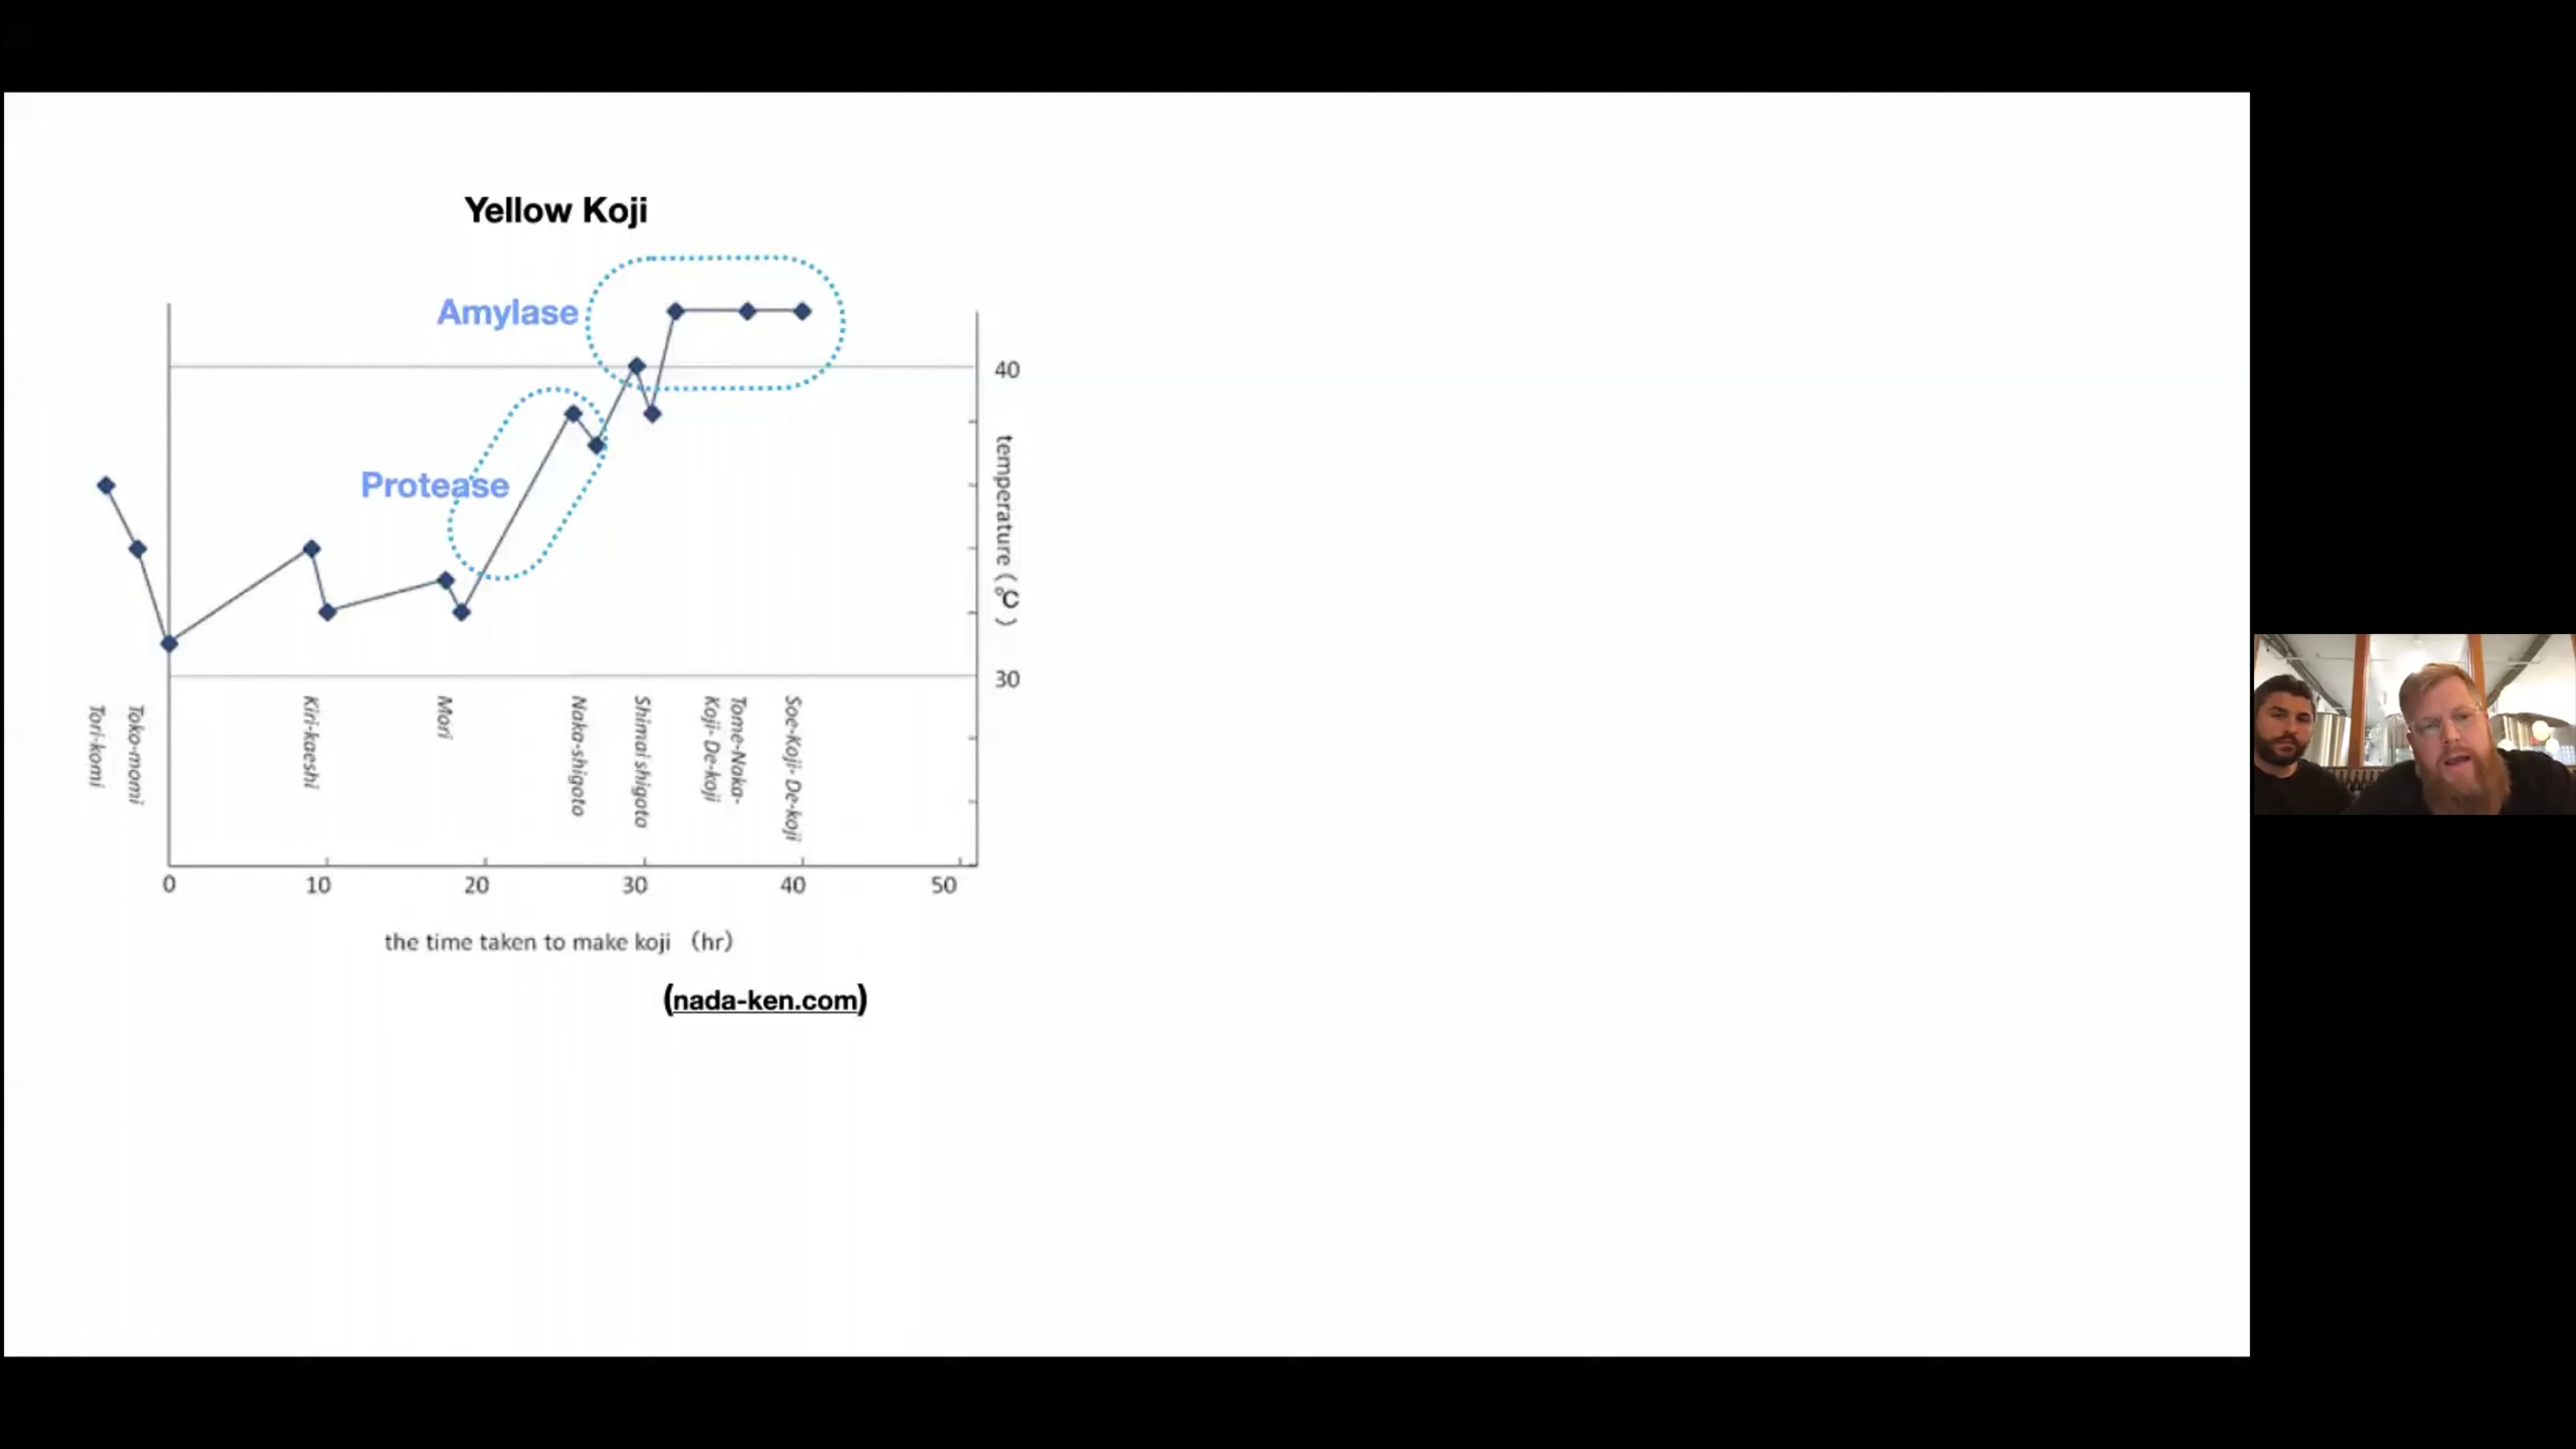 Yellow Koji
Amylase
Protease
40
30
temperature (℃)
Tori-komi
Toko-momi
Kiri-kaeshi
Mori
Naka-shigoto
Shimai shigoto
Tome-Naka-
Koji- De-koji
Soe-Koji- De-koji
0 10 20 30 40 50
the time taken to make koji (hr)
(nada-ken.com)